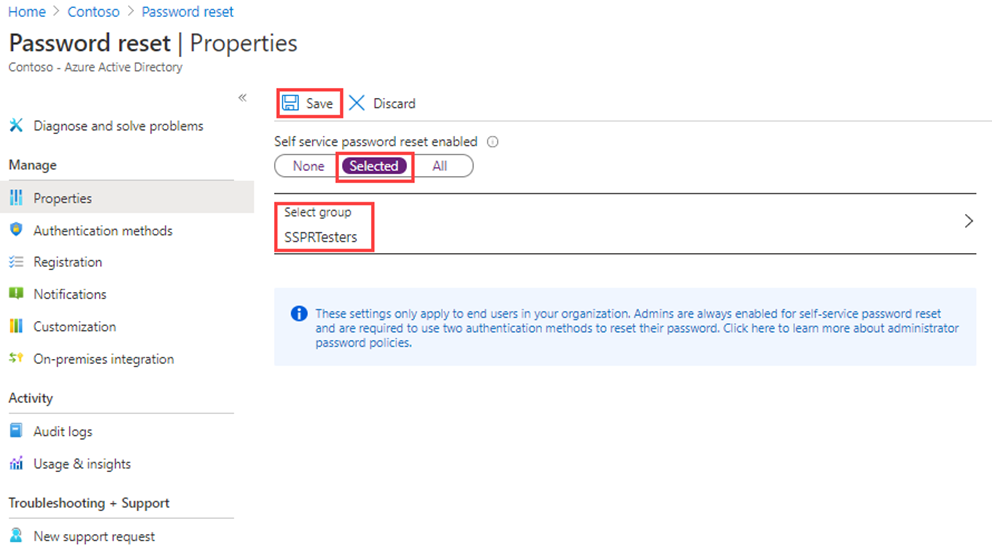 Home > Contoso > Password reset
Password reset | Properties
Contoso - Azure Active Directory
«
Diagnose and solve problems
Manage
Properties
Authentication methods
Registration
Notifications
Customization
On-premises integration
Activity
Audit logs
Usage & insights
Troubleshooting + Support
New support request
Save Discard
Self service password reset enabled
None Selected All
Select group
SSPRTesters
These settings only apply to end users in your organization. Admins are always enabled for self-service password reset
and are required to use two authentication methods to reset their password. Click here to learn more about administrator
password policies.